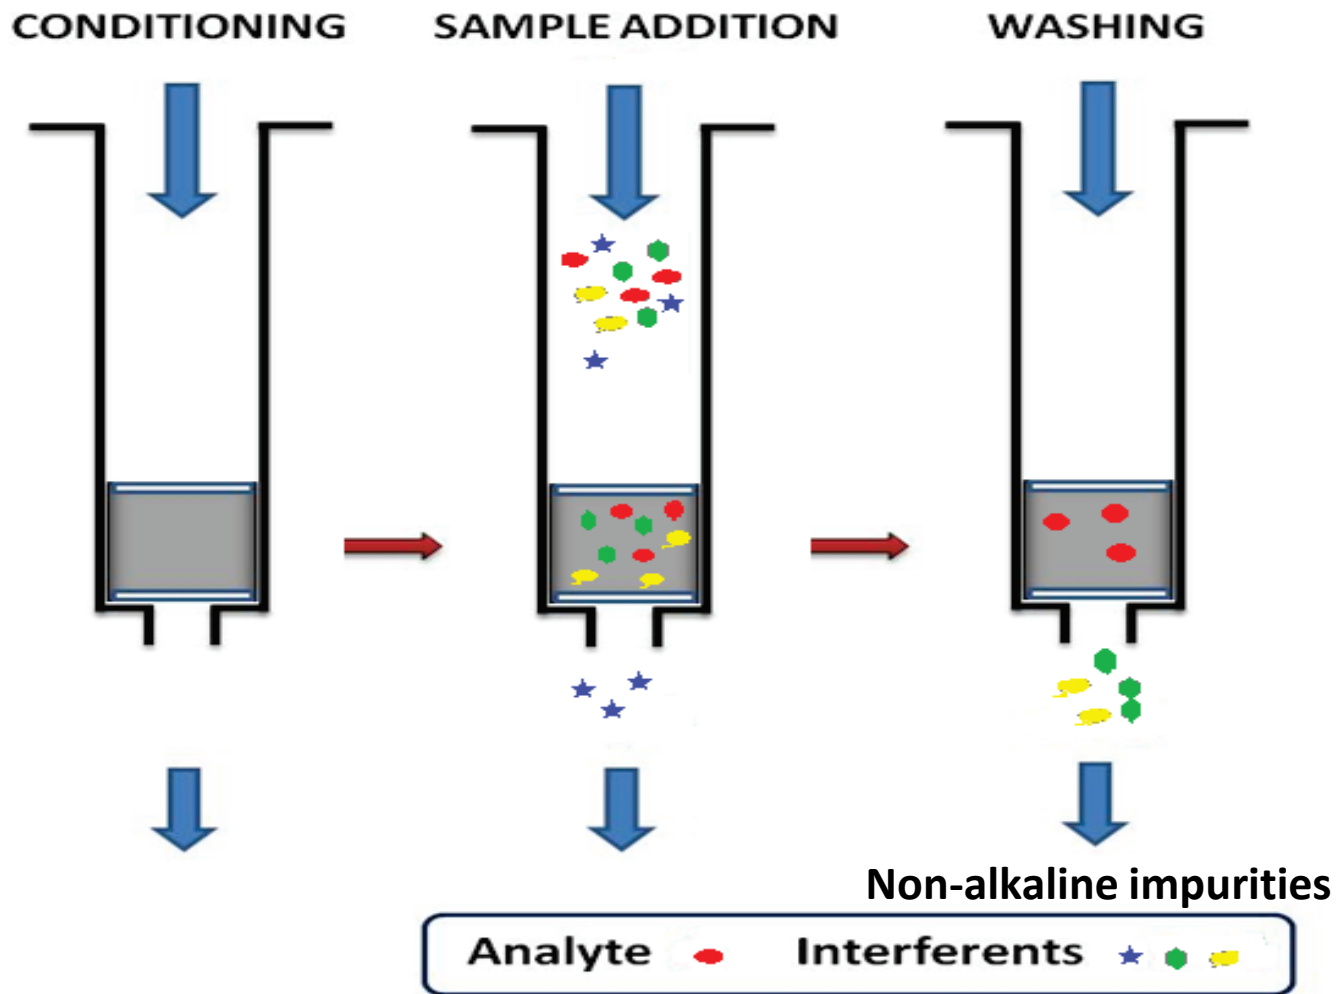 CONDITIONING
SAMPLE ADDITION
WASHING
Non-alkaline impurities
Analyte
Interferents